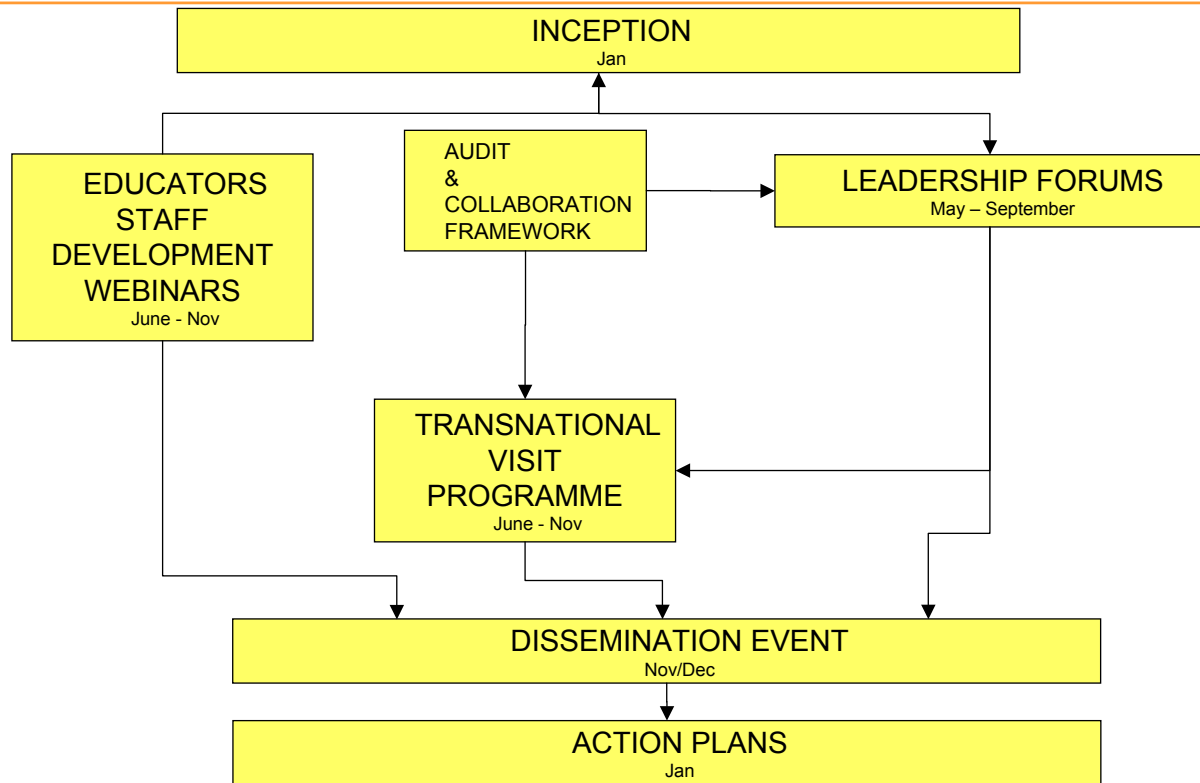 INCEPTION
Jan
EDUCATORS
STAFF
DEVELOPMENT
WEBINARS
June - Nov
AUDIT
&
COLLABORATION
FRAMEWORK
LEADERSHIP FORUMS
May – September
TRANSNATIONAL
VISIT
PROGRAMME
June - Nov
DISSEMINATION EVENT
Nov/Dec
ACTION PLANS
Jan